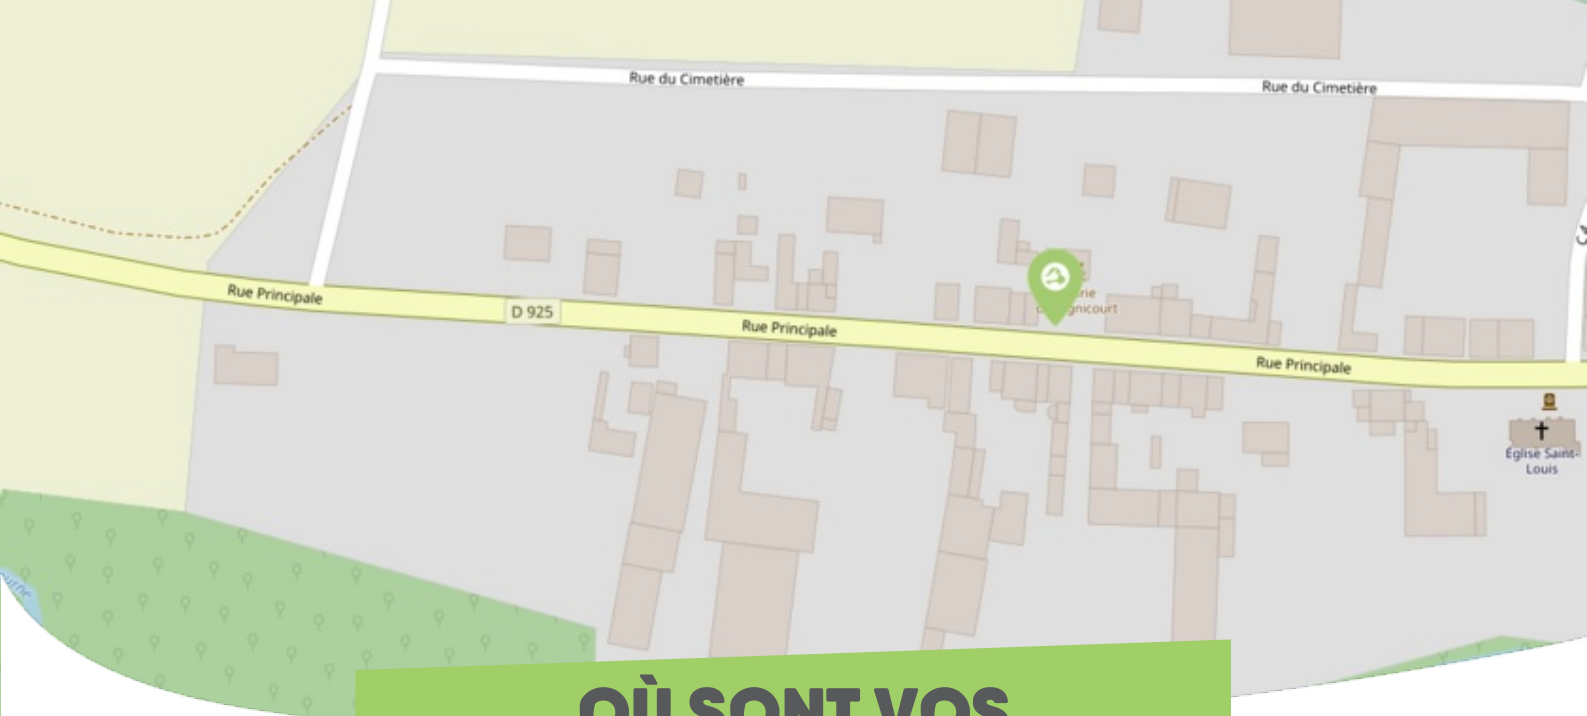 Rue du Cimetière
Rue du Cimetière
Rue Principale
D 925
Rue Principale
Rue Principale
Église Saint-
Louis
OÙ SONT VOS